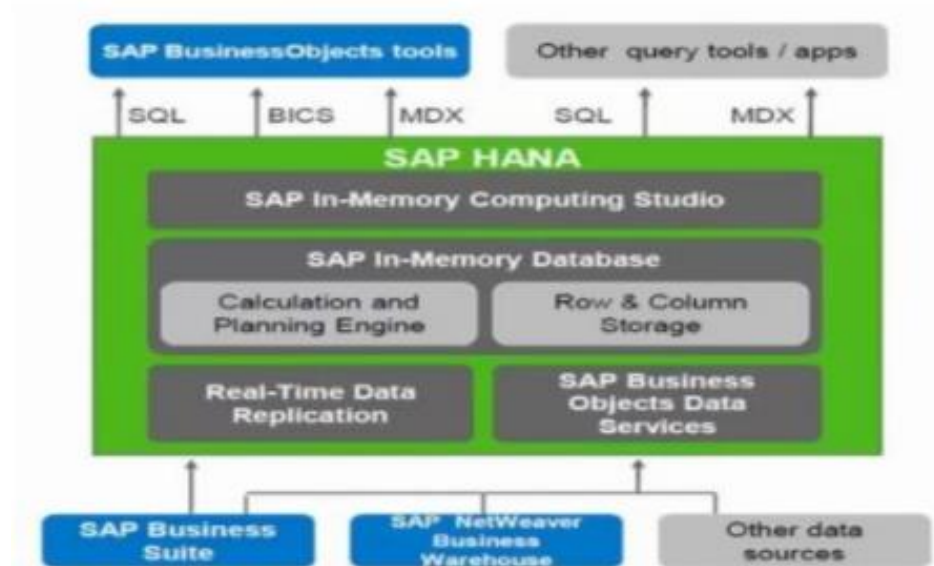 SAP BusinessObjects tools
Other query tools / apps
SQL
BICS
MDX
SQL
MDX
SAP HANA
SAP In-Memory Computing Studio
SAP In-Memory Database
Calculation and
Planning Engine
Row & Column
Storage
Real-Time Data
Replication
SAP Business
Objects Data
Services
SAP Business
Suite
SAP NetWeaver
Business
Warehouse
Other data
sources